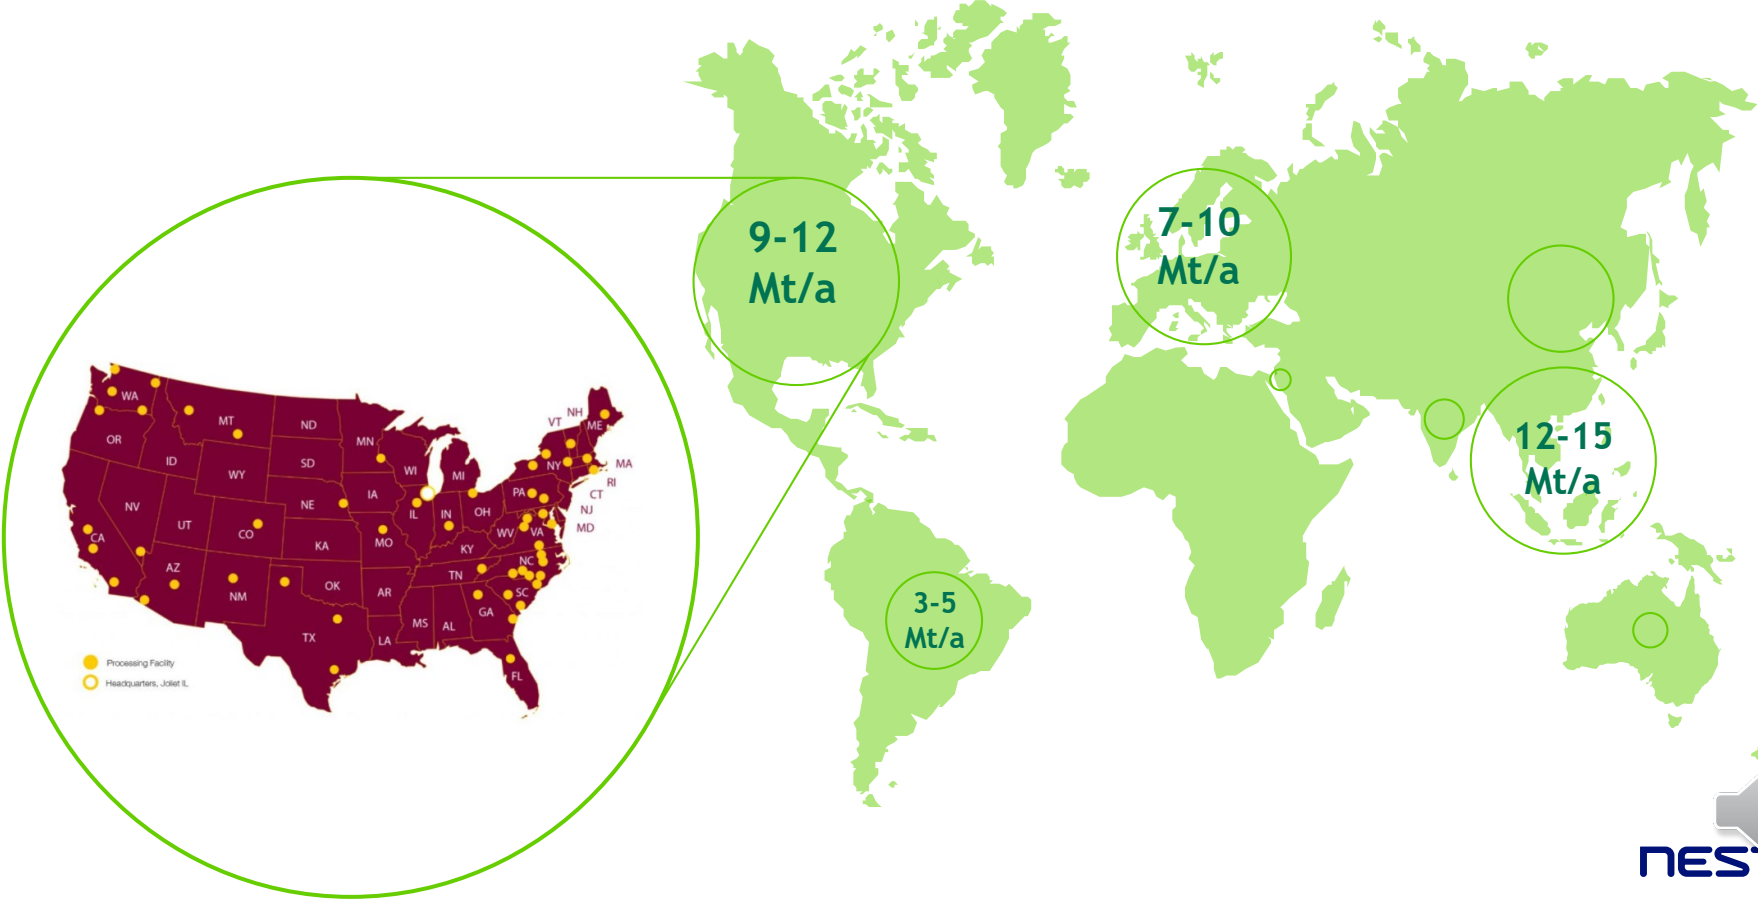 9-12
Mt/a
7-10
Mt/a
12-15
Mt/a
3-5
Mt/a
WA
MT
ND
MN
VT
NH
ME
OR
ID
WY
SD
WI
MI
NY
MA
RI
CT
NJ
MD
NV
UT
CO
NE
IA
IL
IN
OH
PA
WV
VA
CA
KA
MO
KY
NC
AZ
NM
OK
AR
TN
SC
TX
LA
MS
AL
GA
FL
Processing Facility
Headquarters, Joliet IL
NES